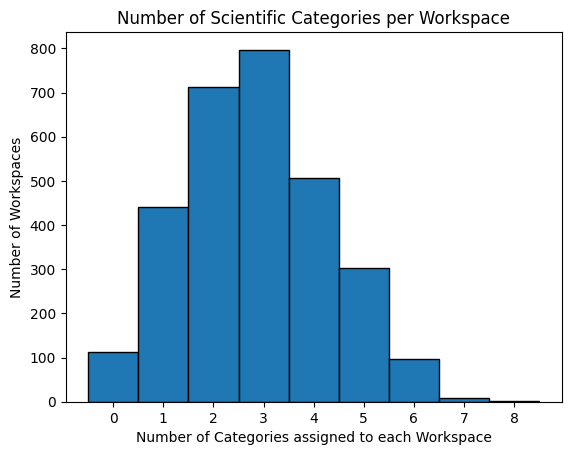 Number of Scientific Categories per Workspace
Number of Workspaces
800
700
600
500
400
300
200
100
0
0 1 2 3 4 5 6 7 8
Number of Categories assigned to each Workspace